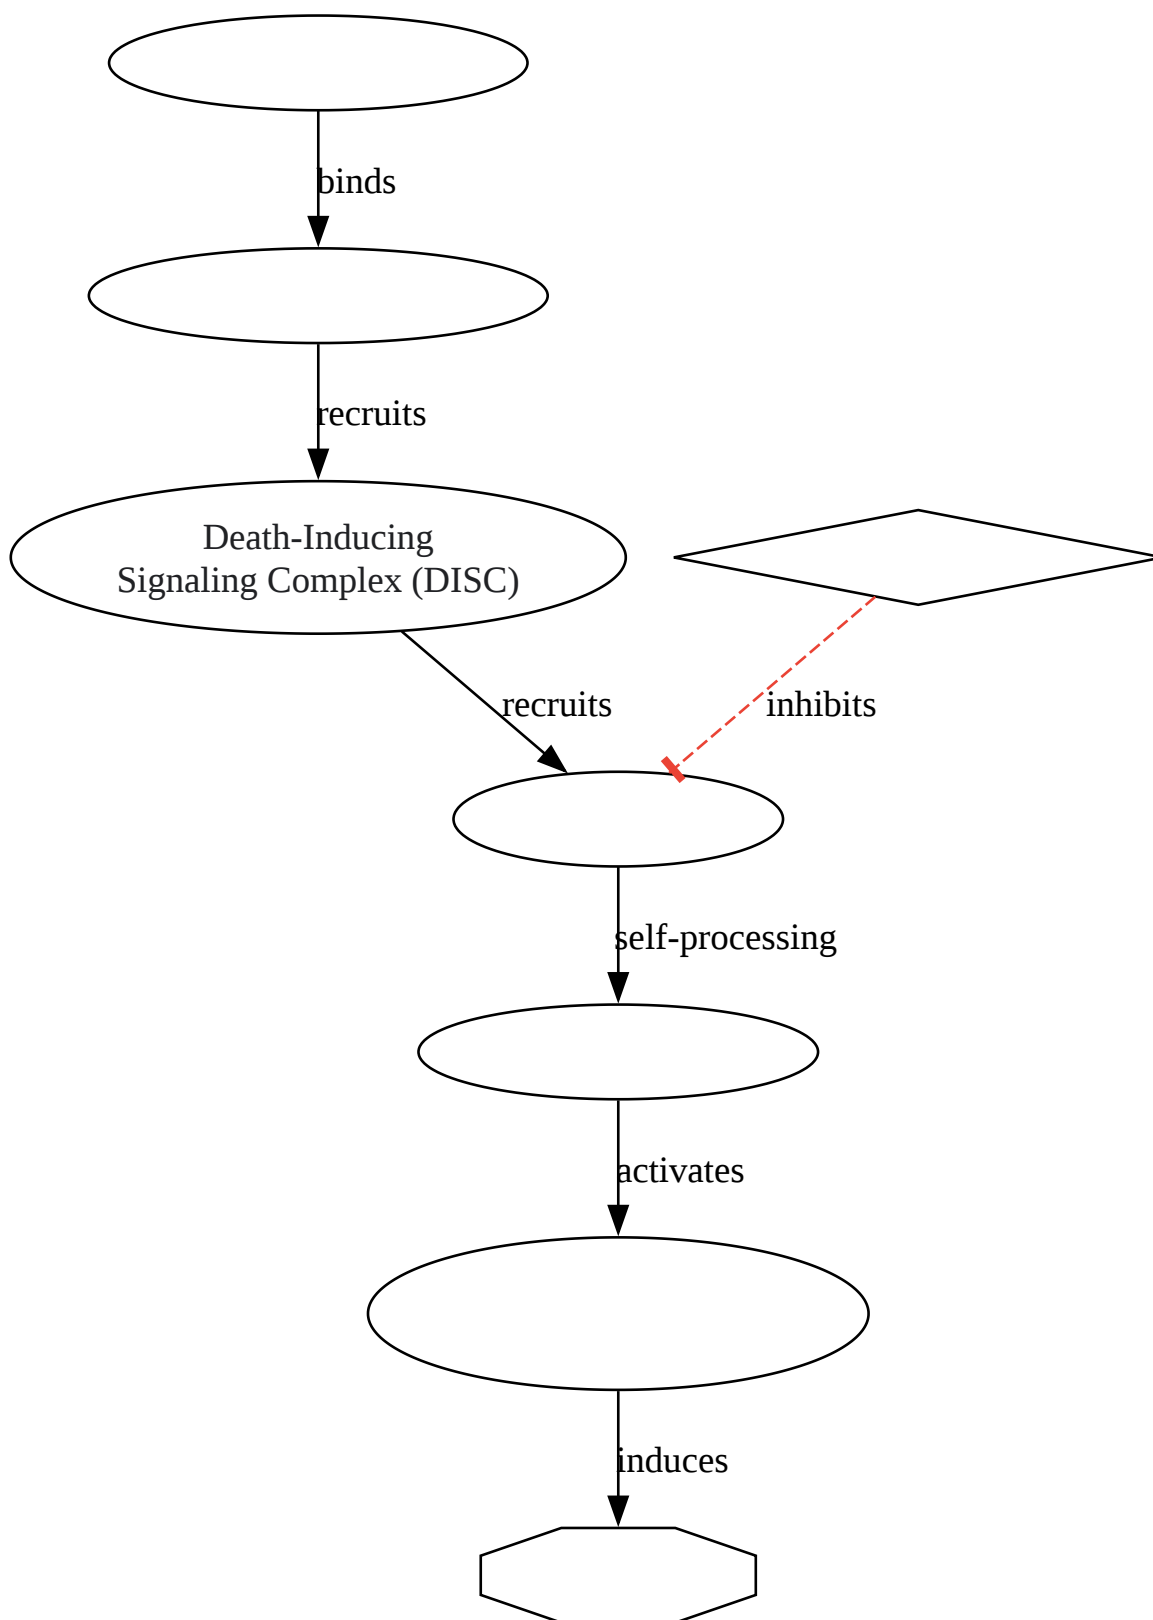 binds
recruits
Death-Inducing
Signaling Complex (DISC)
recruits
inhibits
self-processing
activates
induces